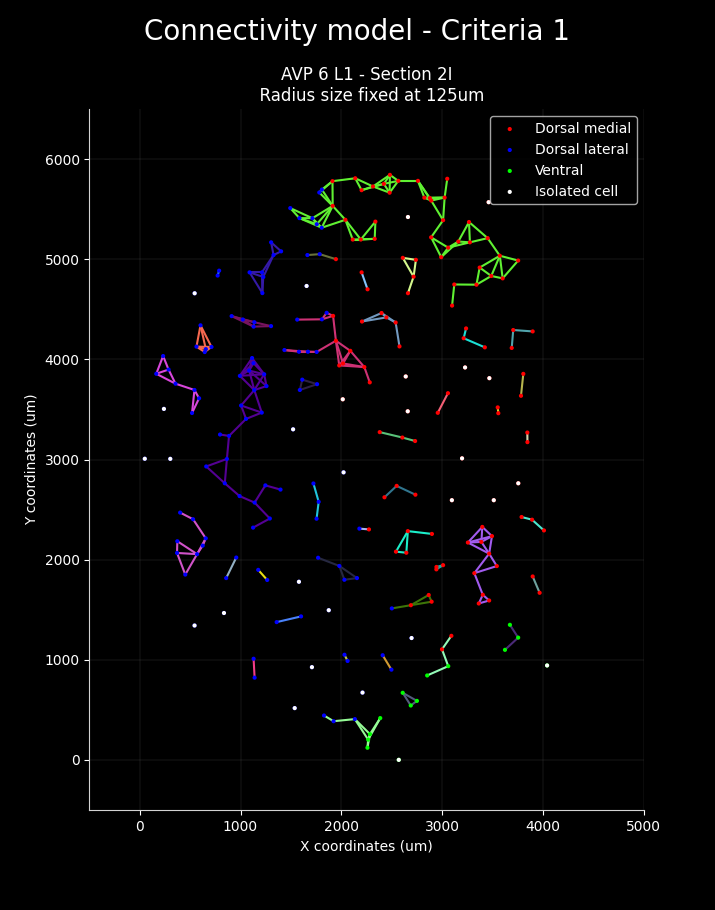 Connectivity model - Criteria 1
AVP 6 L1 - Section 2I
Radius size fixed at 125um
Dorsal medial
Dorsal lateral
Ventral
Isolated cell
6000
5000
4000
3000
2000
1000
0
Y coordinates (um)
0
1000
2000
3000
4000
5000
X coordinates (um)